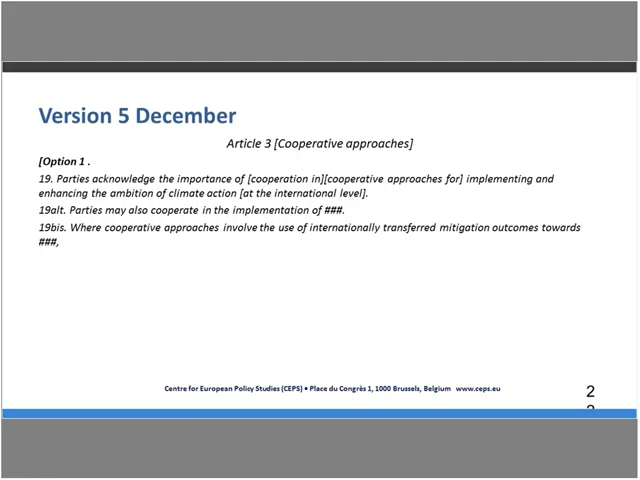 Version 5 December
Article 3 [Cooperative approaches]
[Option 1 .
19. Parties acknowledge the importance of [cooperation in][cooperative approaches for] implementing and
enhancing the ambition of climate action [at the international level].
19alt. Parties may also cooperate in the implementation of ###.
19bis. Where cooperative approaches involve the use of internationally transferred mitigation outcomes towards
###,
Centre for European Policy Studies (CEPS) • Place du Congrès 1, 1000 Brussels, Belgium www.ceps.eu
2